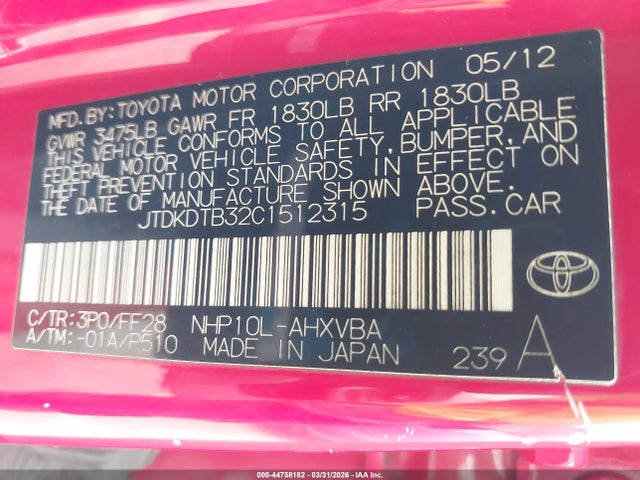 MFD.BY:TOYOTA MOTOR CORPORATION 05/12
GVWR 3475LB GAWR FR 1830LB RR 1830LB
THIS VEHICLE CONFORMS TO ALL APPLICABLE
FEDERAL MOTOR VEHICLE SAFETY,BUMPER,AND
THEFT PREVENTION STANDARDS IN EFFECT ON
THE DATE OF MANUFACTURE SHOWN ABOVE.
JTDKDTB32C1512315 PASS.CAR
C/TR:3P0/FF28 NHP10L-AHXVBA
A/TM:-01A/P510 MADE IN JAPAN 239 A
000-44758182 - 03/31/2026 - IAA Inc.